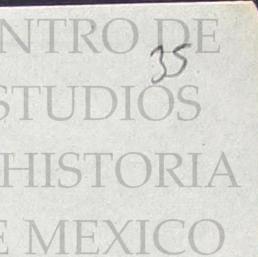 NTRO DE
35
STUDIOS
HISTORIA
E MEXICO